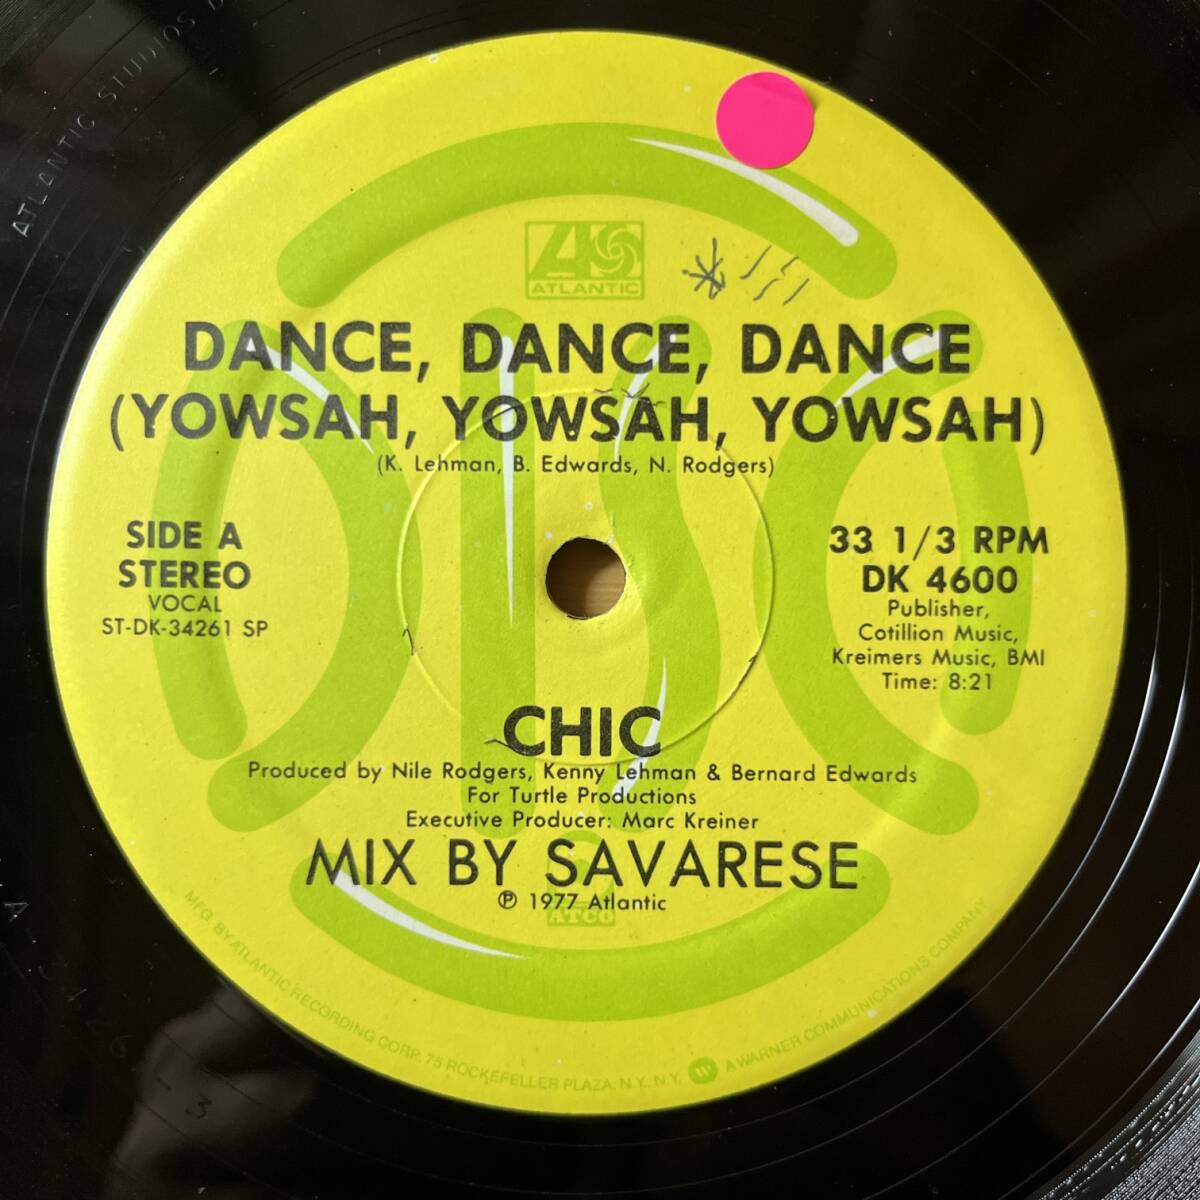 ATLANTIC STUDIOS
ATLANTIC
DANCE, DANCE, DANCE
(YOWSAH, YOWSAH, YOWSAH)
(K. Lehman, B. Edwards, N. Rodgers)
SIDE A
STEREO
VOCAL
ST-DK-34261 SP
33 1/3 RPM
DK 4600
Publisher,
Cotillion Music,
Kreimers Music, BMI
Time: 8:21
DISCO
CHIC
Produced by Nile Rodgers, Kenny Lehman & Bernard Edwards
For Turtle Productions
Executive Producer: Marc Kreiner
MIX BY SAVARESE
℗ 1977 Atlantic
ATCO
MFG. BY ATLANTIC RECORDING CORP. 75 ROCKEFELLER PLAZA, N.Y., N.Y. A WARNER COMMUNICATIONS COMPANY